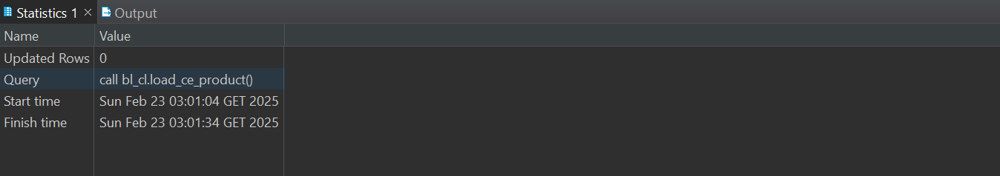 Statistics 1 Output
Name Value
Updated Rows 0
Query call bl_cl.load_ce_product()
Start time Sun Feb 23 03:01:04 GET 2025
Finish time Sun Feb 23 03:01:34 GET 2025